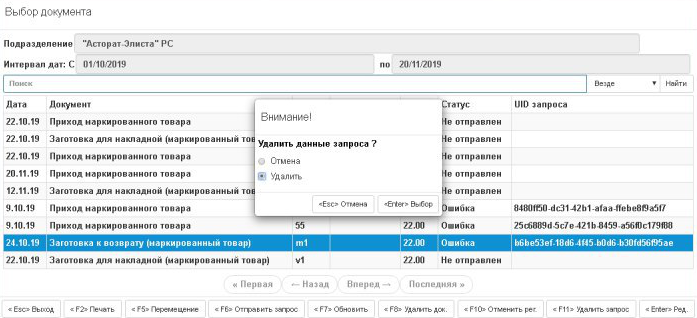 Выбор документа
Подразделение "Асторат-Элиста" РС
Интервал дат: С 01/10/2019 по 20/11/2019
Поиск Везде Найти
Дата Документ Статус UID запроса
22.10.19 Приход маркированного товара Не отправлен
22.10.19 Заготовка для накладной (маркированный тов Не отправлен
22.10.19 Приход маркированного товара Не отправлен
20.11.19 Приход маркированного товара Не отправлен
12.11.19 Заготовка для накладной (маркированный тов Не отправлен
9.10.19 Приход маркированного товара Ошибка 8480ff50-dc31-42b1-afaa-ffebe8f9a5f7
9.10.19 Приход маркированного товара 55 22.00 Ошибка 25c6889d-5c7e-421b-8459-a56f0c179f88
24.10.19 Заготовка к возврату (маркированный товар) m1 22.00 Ошибка b6be53ef-18d6-4f45-b0d6-b30fd56f95ae
22.10.19 Заготовка для накладной (маркированный товар) v1 22.00 Не отправлен
Внимание!
Удалить данные запроса ?
Отмена
Удалить
<Esc> Отмена <Enter> Выбор
« Первая ← Назад Вперед → Последняя »
< Esc> Выход < F2> Печать < F5> Перемещение < F6> Отправить запрос < F7> Обновить < F8> Удалить док. < F10> Отменить рег. < F11> Удалить запрос < Enter> Ред.